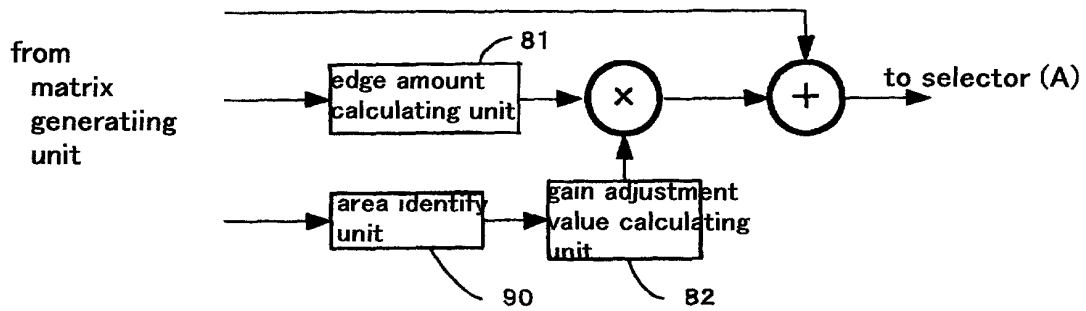 from
matrix
generatiing
unit
81
edge amount
calculating unit
×
+
to selector (A)
area identify
unit
gain adjustment
value calculating
unit
90
82